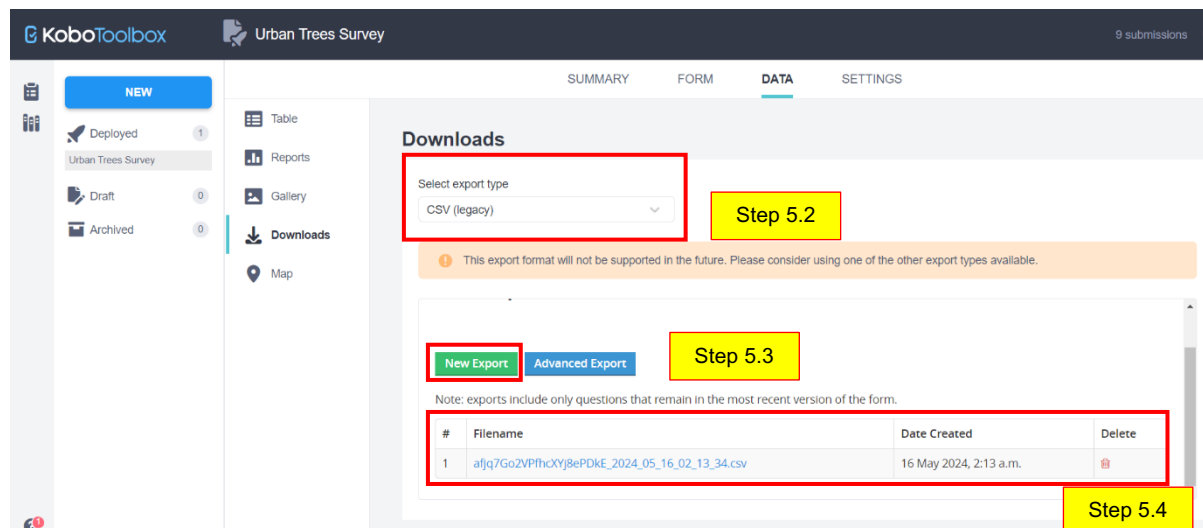 KoboToolbox
Urban Trees Survey
9 submissions
SUMMARY FORM DATA SETTINGS
NEW
Deployed 1
Urban Trees Survey
Draft 0
Archived 0
Table
Reports
Gallery
Downloads
Map
Downloads
Select export type
CSV (legacy)
Step 5.2
This export format will not be supported in the future. Please consider using one of the other export types available.
New Export
Advanced Export
Step 5.3
Note: exports include only questions that remain in the most recent version of the form.
# Filename Date Created Delete
1 afjq7Go2VPfhcXYj8ePDkE_2024_05_16_02_13_34.csv 16 May 2024, 2:13 a.m.
Step 5.4
1